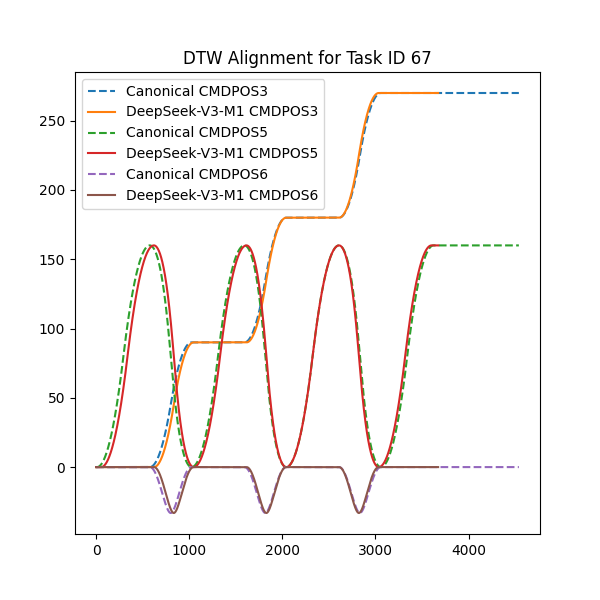 DTW Alignment for Task ID 67
Canonical CMDPOS3
DeepSeek-V3-M1 CMDPOS3
Canonical CMDPOS5
DeepSeek-V3-M1 CMDPOS5
Canonical CMDPOS6
DeepSeek-V3-M1 CMDPOS6
250
200
150
100
50
0
0 1000 2000 3000 4000